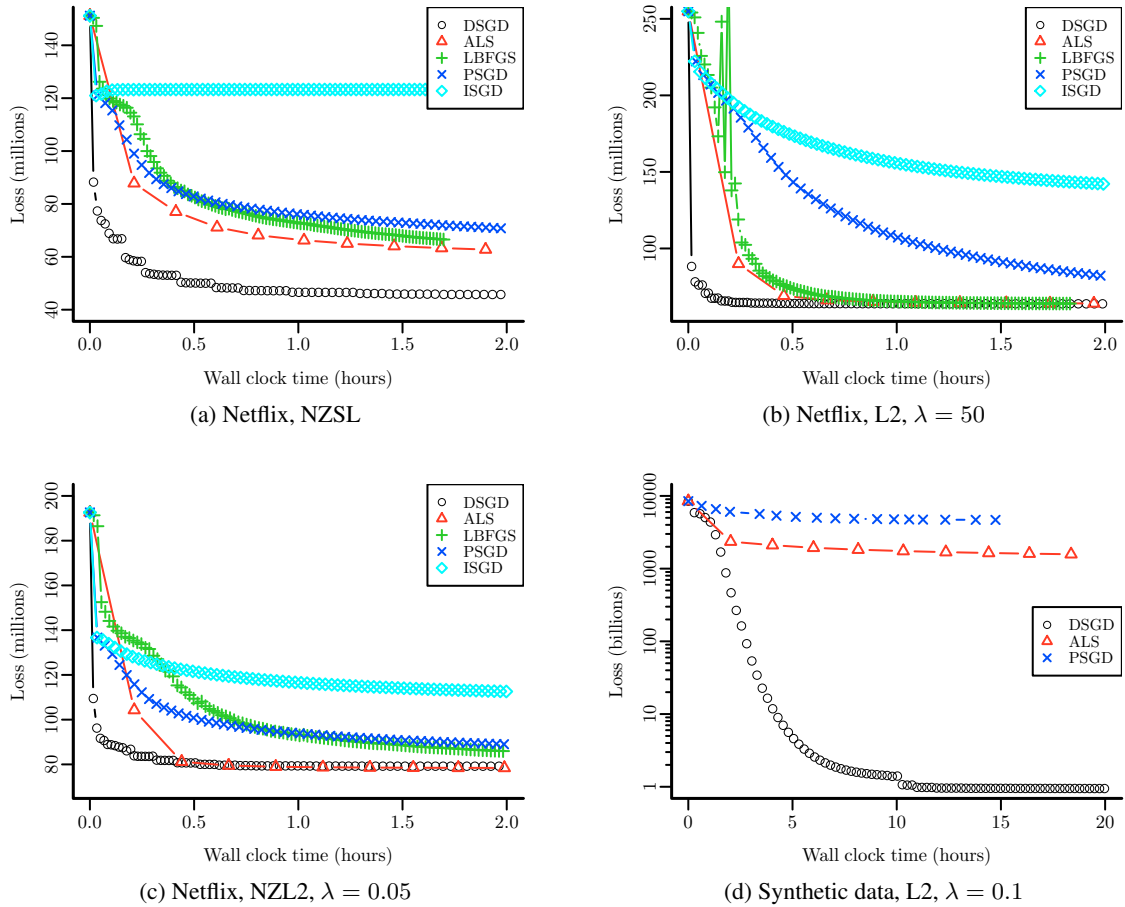 Loss (millions)
40 60 80 100 120 140
DSGD
ALS
LBFGS
PSGD
ISGD
0.0 0.5 1.0 1.5 2.0
Wall clock time (hours)
(a) Netflix, NZSL
Loss (millions)
100 150 200 250
DSGD
ALS
LBFGS
PSGD
ISGD
0.0 0.5 1.0 1.5 2.0
Wall clock time (hours)
(b) Netflix, L2, λ = 50
Loss (millions)
80 100 120 140 160 180 200
DSGD
ALS
LBFGS
PSGD
ISGD
0.0 0.5 1.0 1.5 2.0
Wall clock time (hours)
(c) Netflix, NZL2, λ = 0.05
Loss (billions)
1 10 100 1000 10000
DSGD
ALS
PSGD
0 5 10 15 20
Wall clock time (hours)
(d) Synthetic data, L2, λ = 0.1